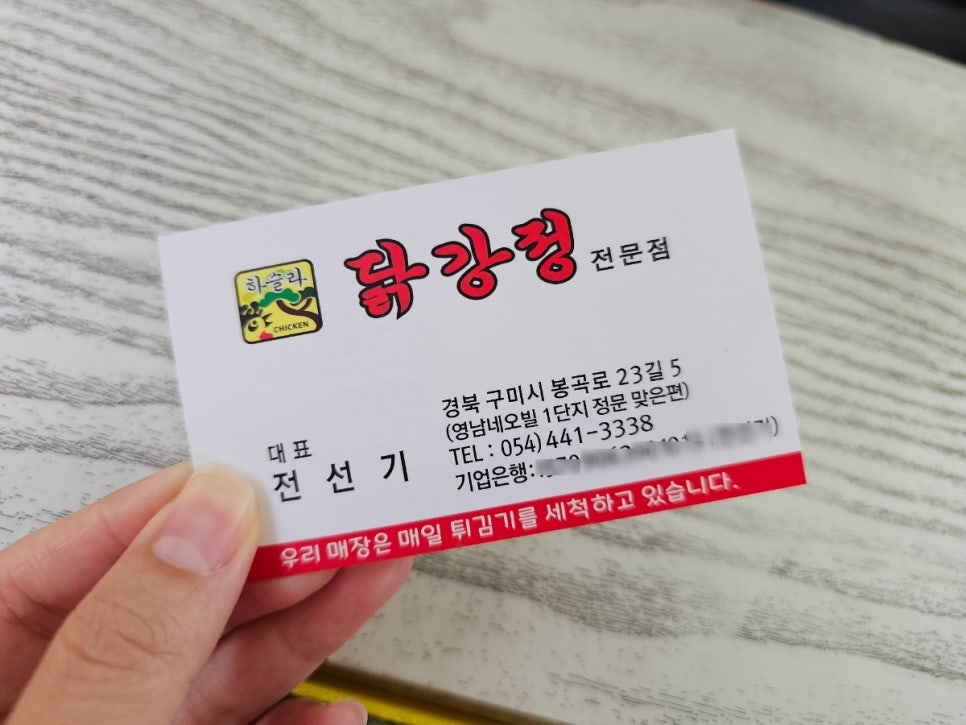 하슬라
CHICKEN
닭강정 전문점
대표
전선기
경북 구미시 봉곡로 23길 5
(영남네오빌 1단지 정문 맞은편)
TEL : 054) 441-3338
기업은행:
우리 매장은 매일 튀김기를 세척하고 있습니다.